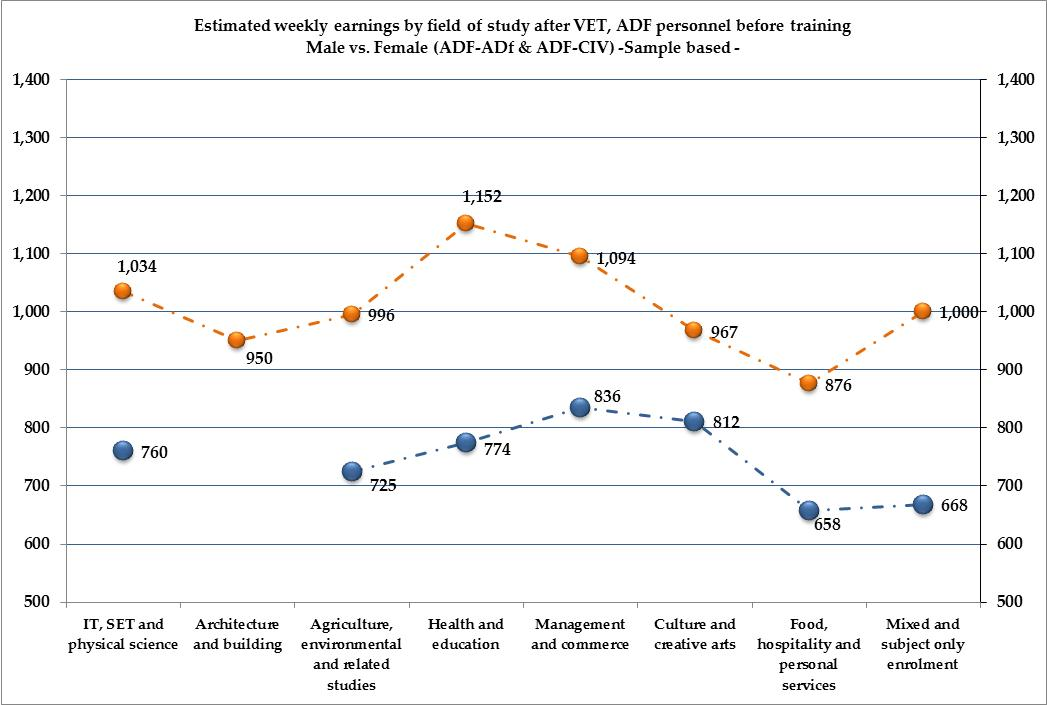 Estimated weekly earnings by field of study after VET, ADF personnel before training
Male vs. Female (ADF-ADf & ADF-CIV) -Sample based -
1,400 1,400
1,300 1,300
1,200 1,200
1,152
1,100 1,100
1,094
1,034
1,000 1,000
996
1,000
967
950
900 900
876
836
800 800
812
774
760
700 700
725
668
658
600 600
500 500
IT, SET and
physical science
Architecture
and building
Agriculture,
environmental
and related
studies
Health and
education
Management
and commerce
Culture and
creative arts
Food,
hospitality and
personal
services
Mixed and
subject only
enrolment